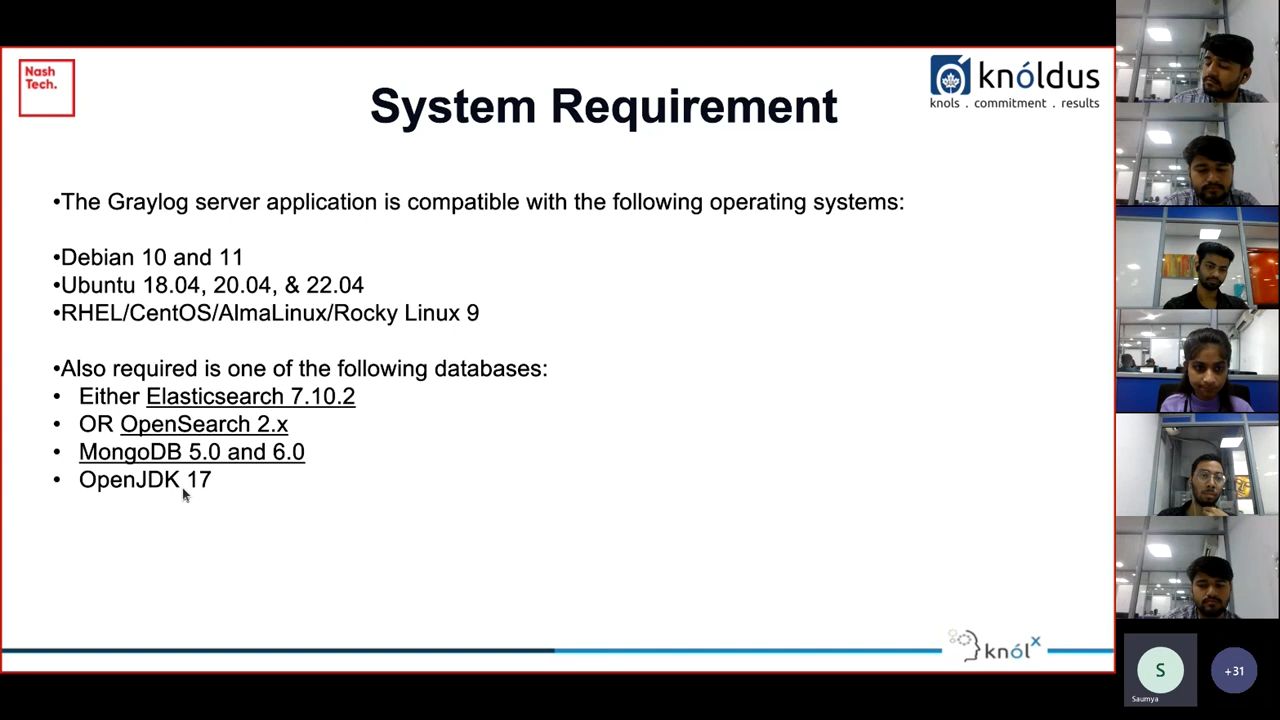 Nash
Tech.
knóldus
knols . commitment . results
System Requirement
•The Graylog server application is compatible with the following operating systems:
•Debian 10 and 11
•Ubuntu 18.04, 20.04, & 22.04
•RHEL/CentOS/AlmaLinux/Rocky Linux 9
•Also required is one of the following databases:
• Either Elasticsearch 7.10.2
• OR OpenSearch 2.x
• MongoDB 5.0 and 6.0
• OpenJDK 17
knólx
S
Saumya
+31